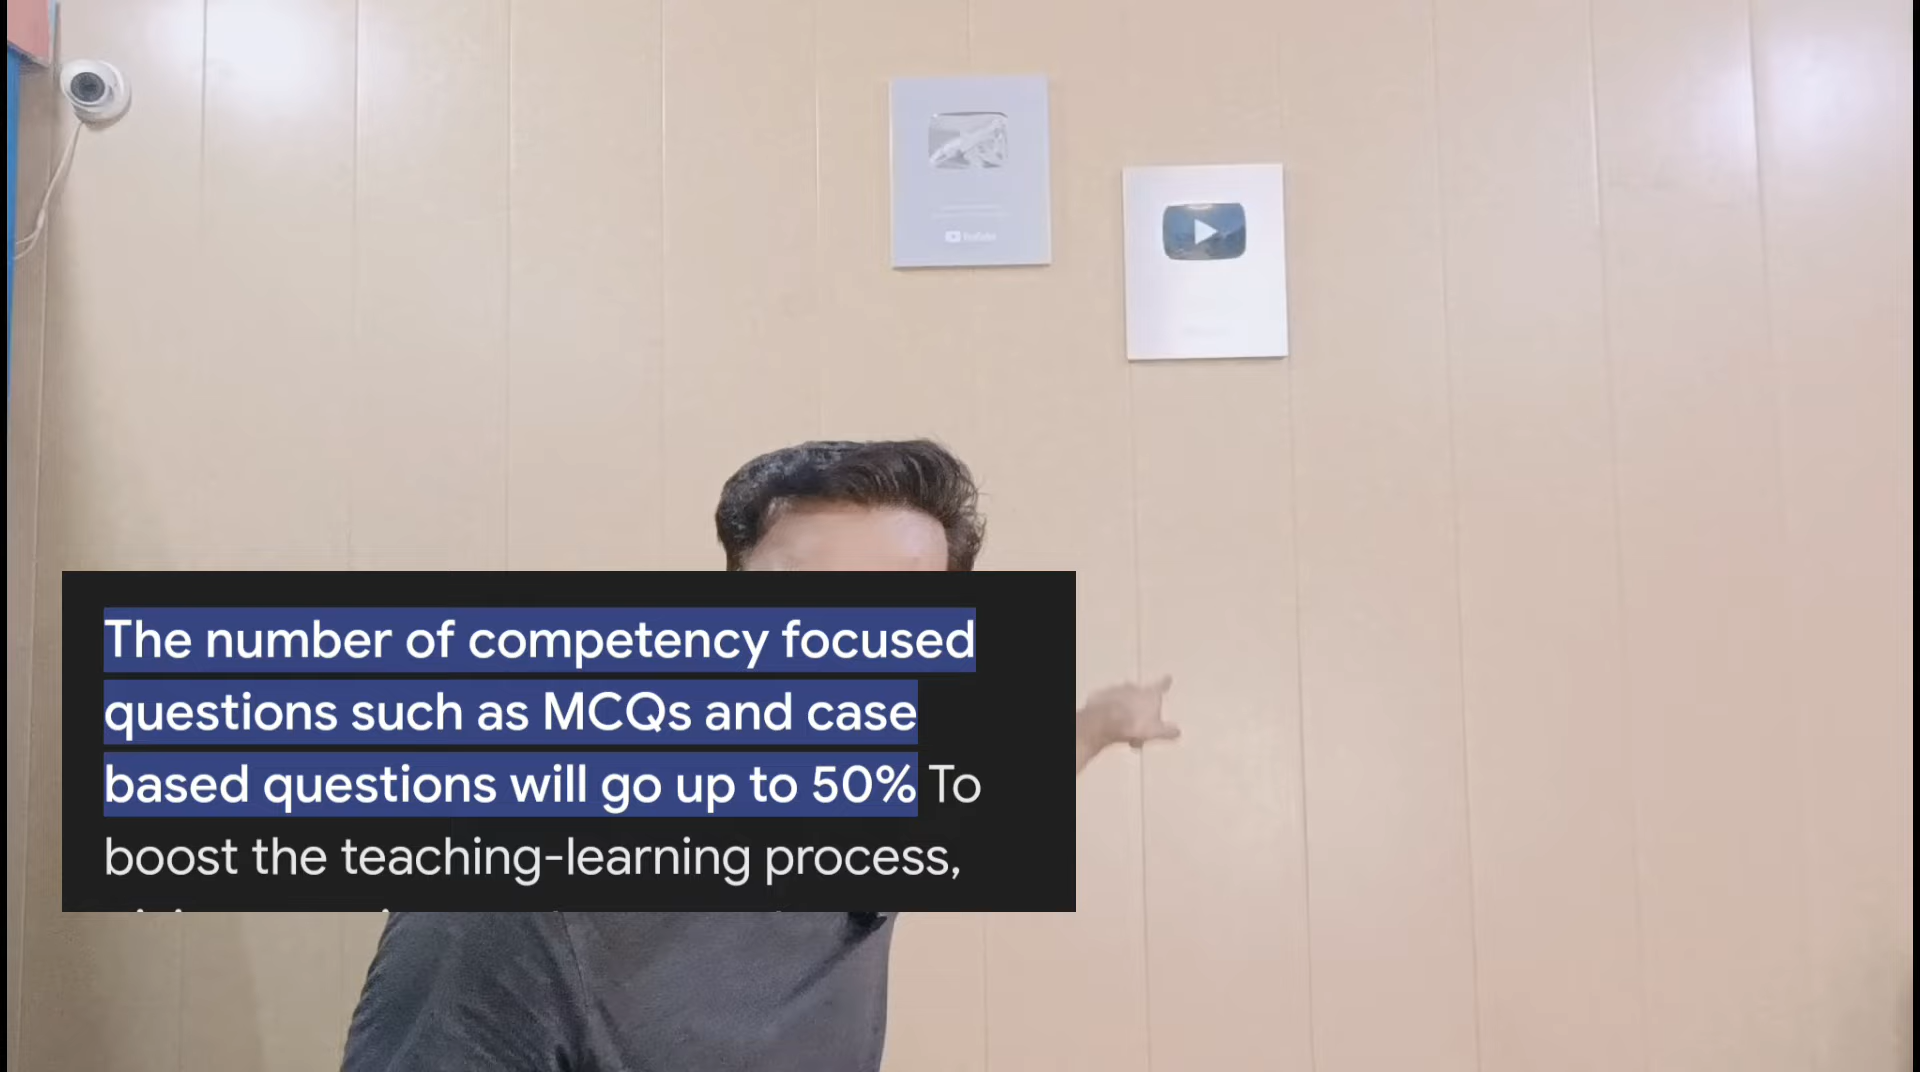 YouTube
The number of competency focused
questions such as MCQs and case
based questions will go up to 50% To
boost the teaching-learning process,